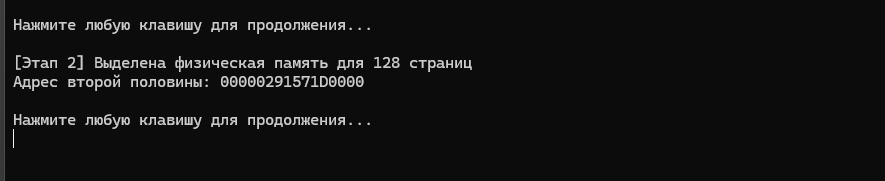 Нажмите любую клавишу для продолжения...
[Этап 2] Выделена физическая память для 128 страниц
Адрес второй половины: 00000291571D0000
Нажмите любую клавишу для продолжения...